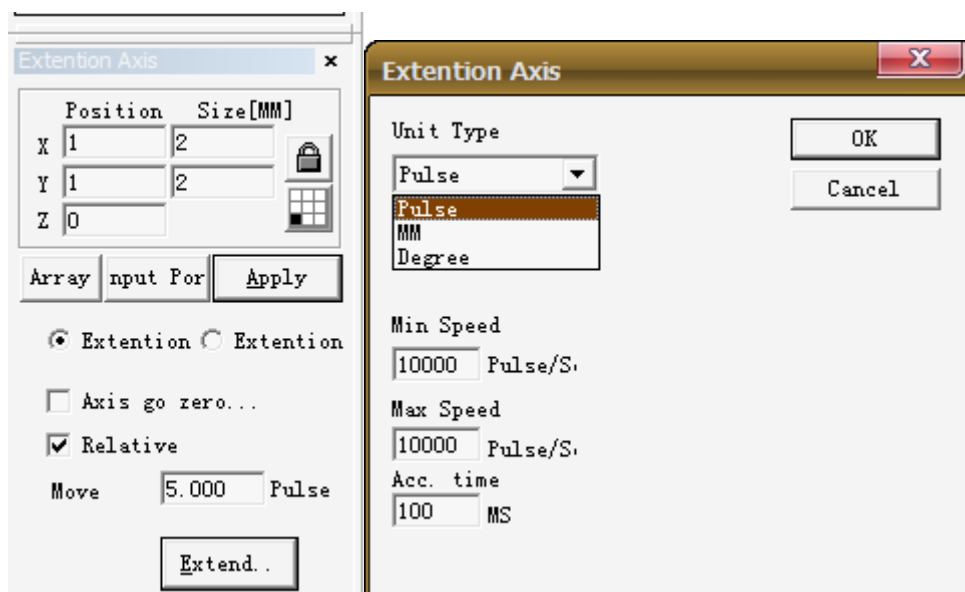 Extention Axis
Position Size[MM]
X 1 2
Y 1 2
Z 0
Array nput Por Apply
Extention Extention
Axis go zero...
Relative
Move 5.000 Pulse
Extend..
Extention Axis
Unit Type
Pulse
Pulse
MM
Degree
OK
Cancel
Min Speed
10000 Pulse/S
Max Speed
10000 Pulse/S
Acc. time
100 MS